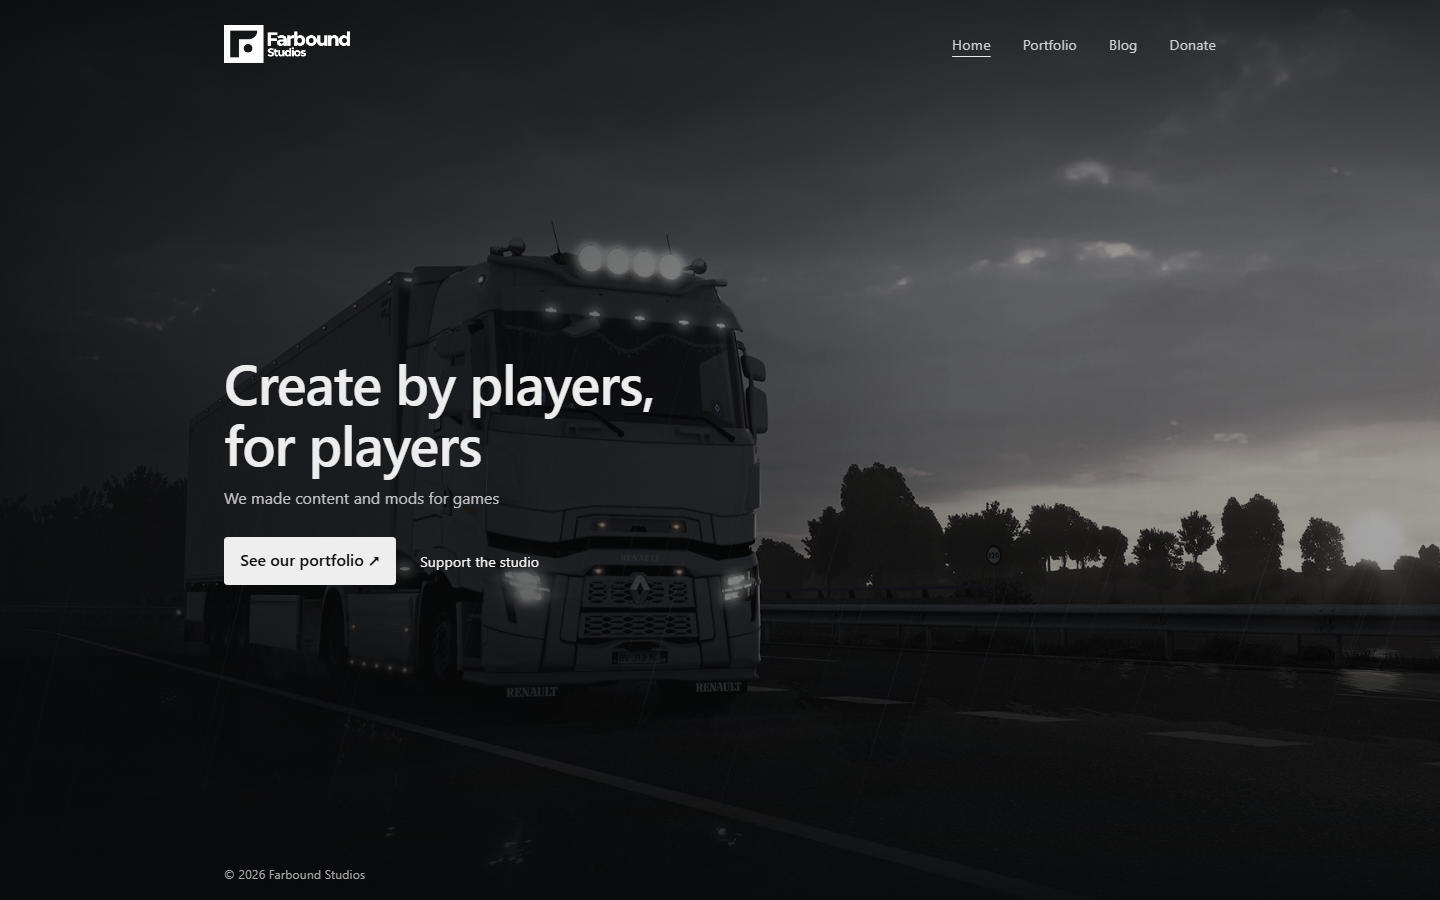 Farbound
Studios
Home
Portfolio
Blog
Donate
Create by players,
for players
We made content and mods for games
See our portfolio ↗
Support the studio
RENAULT
120
RENAULT
RENAULT
© 2026 Farbound Studios